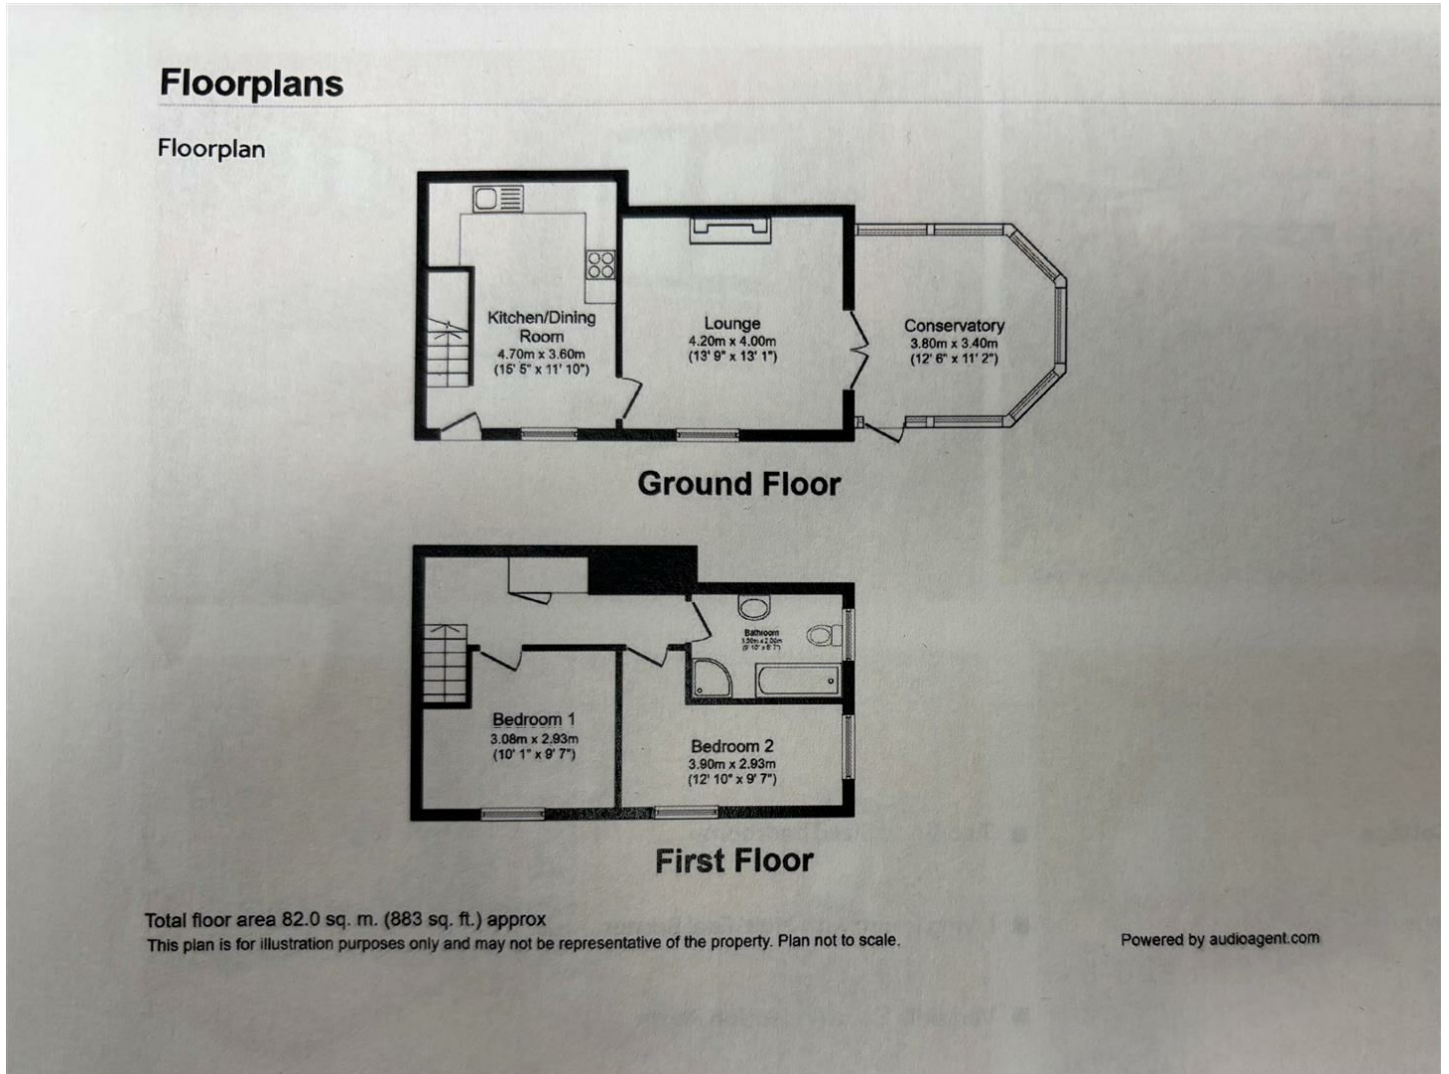 Floorplans
Floorplan
Kitchen/Dining
Room
4.70m x 3.60m
(15' 5" x 11' 10")
Lounge
4.20m x 4.00m
(13' 9" x 13' 1")
Conservatory
3.80m x 3.40m
(12' 6" x 11' 2")
Ground Floor
Bathroom
Bedroom 1
3.08m x 2.93m
(10' 1" x 9' 7")
Bedroom 2
3.90m x 2.93m
(12' 10" x 9' 7")
First Floor
Total floor area 82.0 sq. m. (883 sq. ft.) approx
This plan is for illustration purposes only and may not be representative of the property. Plan not to scale.
Powered by audioagent.com